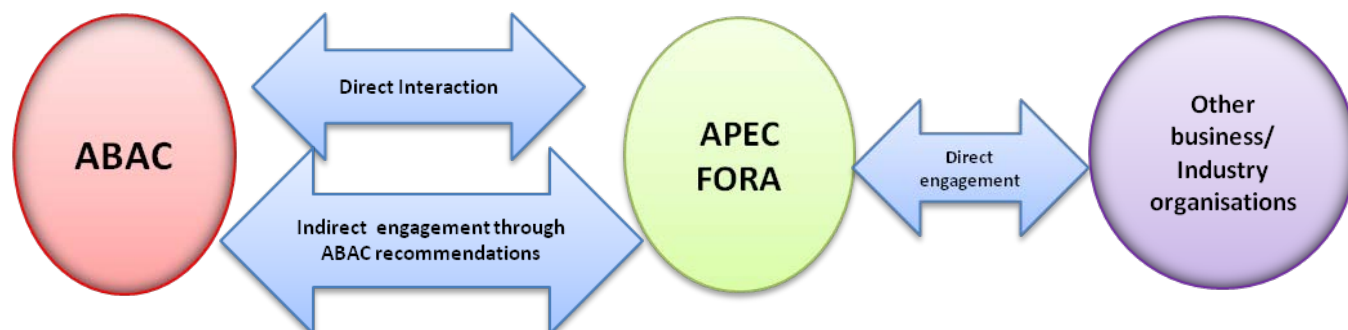 ABAC
Direct Interaction
Indirect engagement through
ABAC recommendations
APEC
FORA
Direct
engagement
Other
business/
Industry
organisations